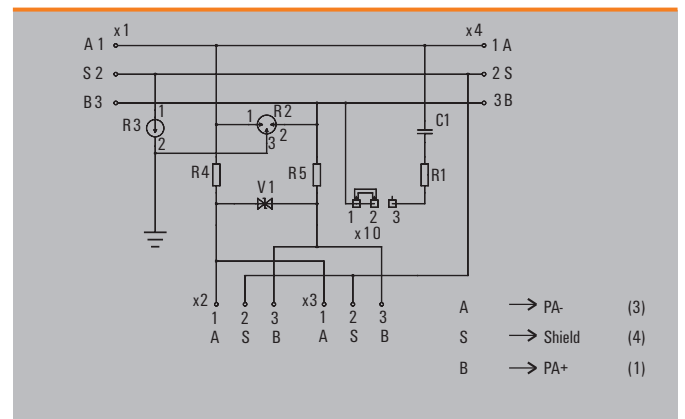 x1 x4
A 1 1 A
S 2 2 S
B 3 3 B
1 R2 C1
R3 1 2
2 3
R4 R5 R1
V1
1 2 3
x10
x2 x3
1 2 3 1 2 3
A S B A S B
A → PA- (3)
S → Shield (4)
B → PA+ (1)